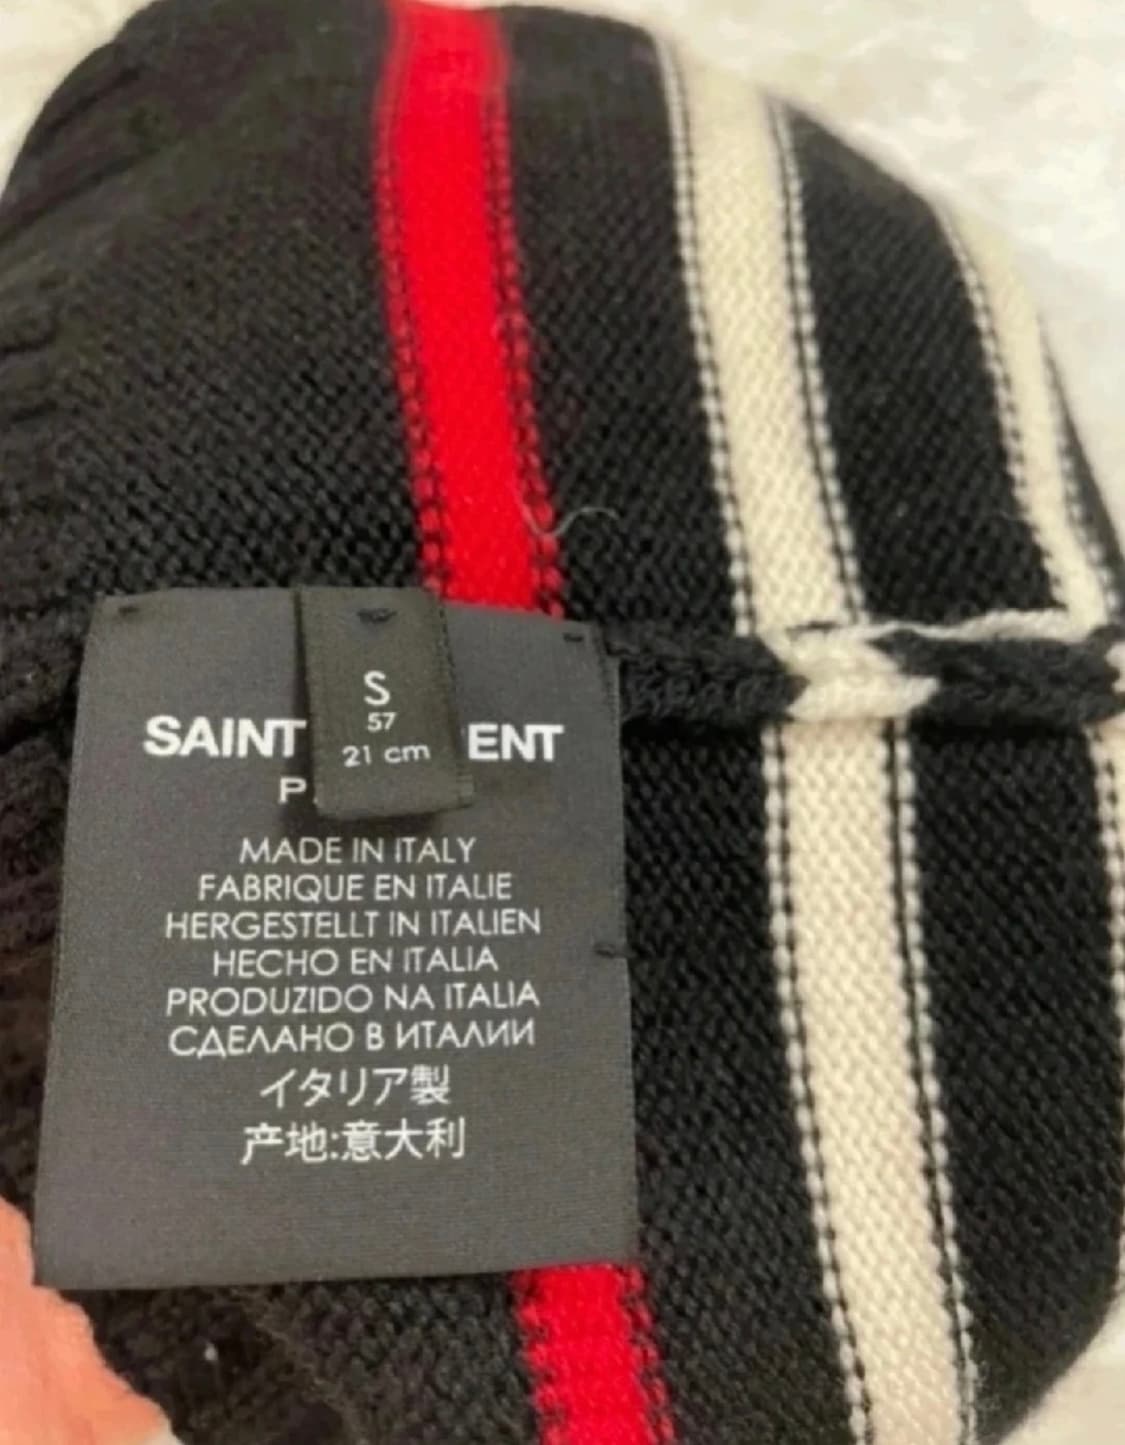 S
57
21 cm
SAINT ENT
P
MADE IN ITALY
FABRIQUE EN ITALIE
HERGESTELLT IN ITALIEN
HECHO EN ITALIA
PRODUZIDO NA ITALIA
СДЕЛАНО В ИТАЛИИ
イタリア製
产地:意大利